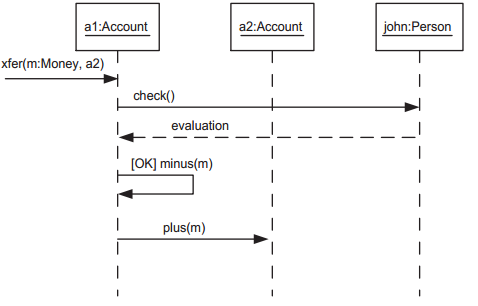 a1:Account
a2:Account
john:Person
xfer(m:Money, a2)
check()
evaluation
[OK] minus(m)
plus(m)